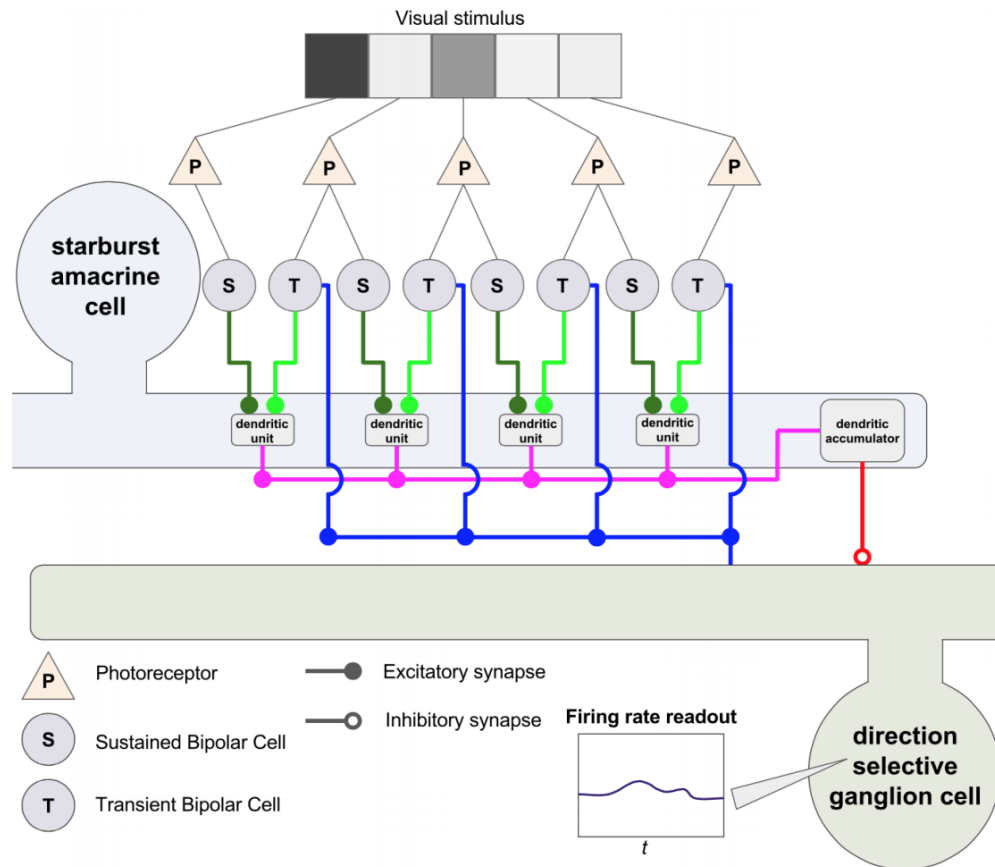 Visual stimulus
P
P
P
P
P
starburst
amacrine
cell
S
T
S
T
S
T
S
T
dendritic
unit
dendritic
unit
dendritic
unit
dendritic
unit
dendritic
accumulator
P
Photoreceptor
S
Sustained Bipolar Cell
T
Transient Bipolar Cell
Excitatory synapse
Inhibitory synapse
Firing rate readout
t
direction
selective
ganglion cell